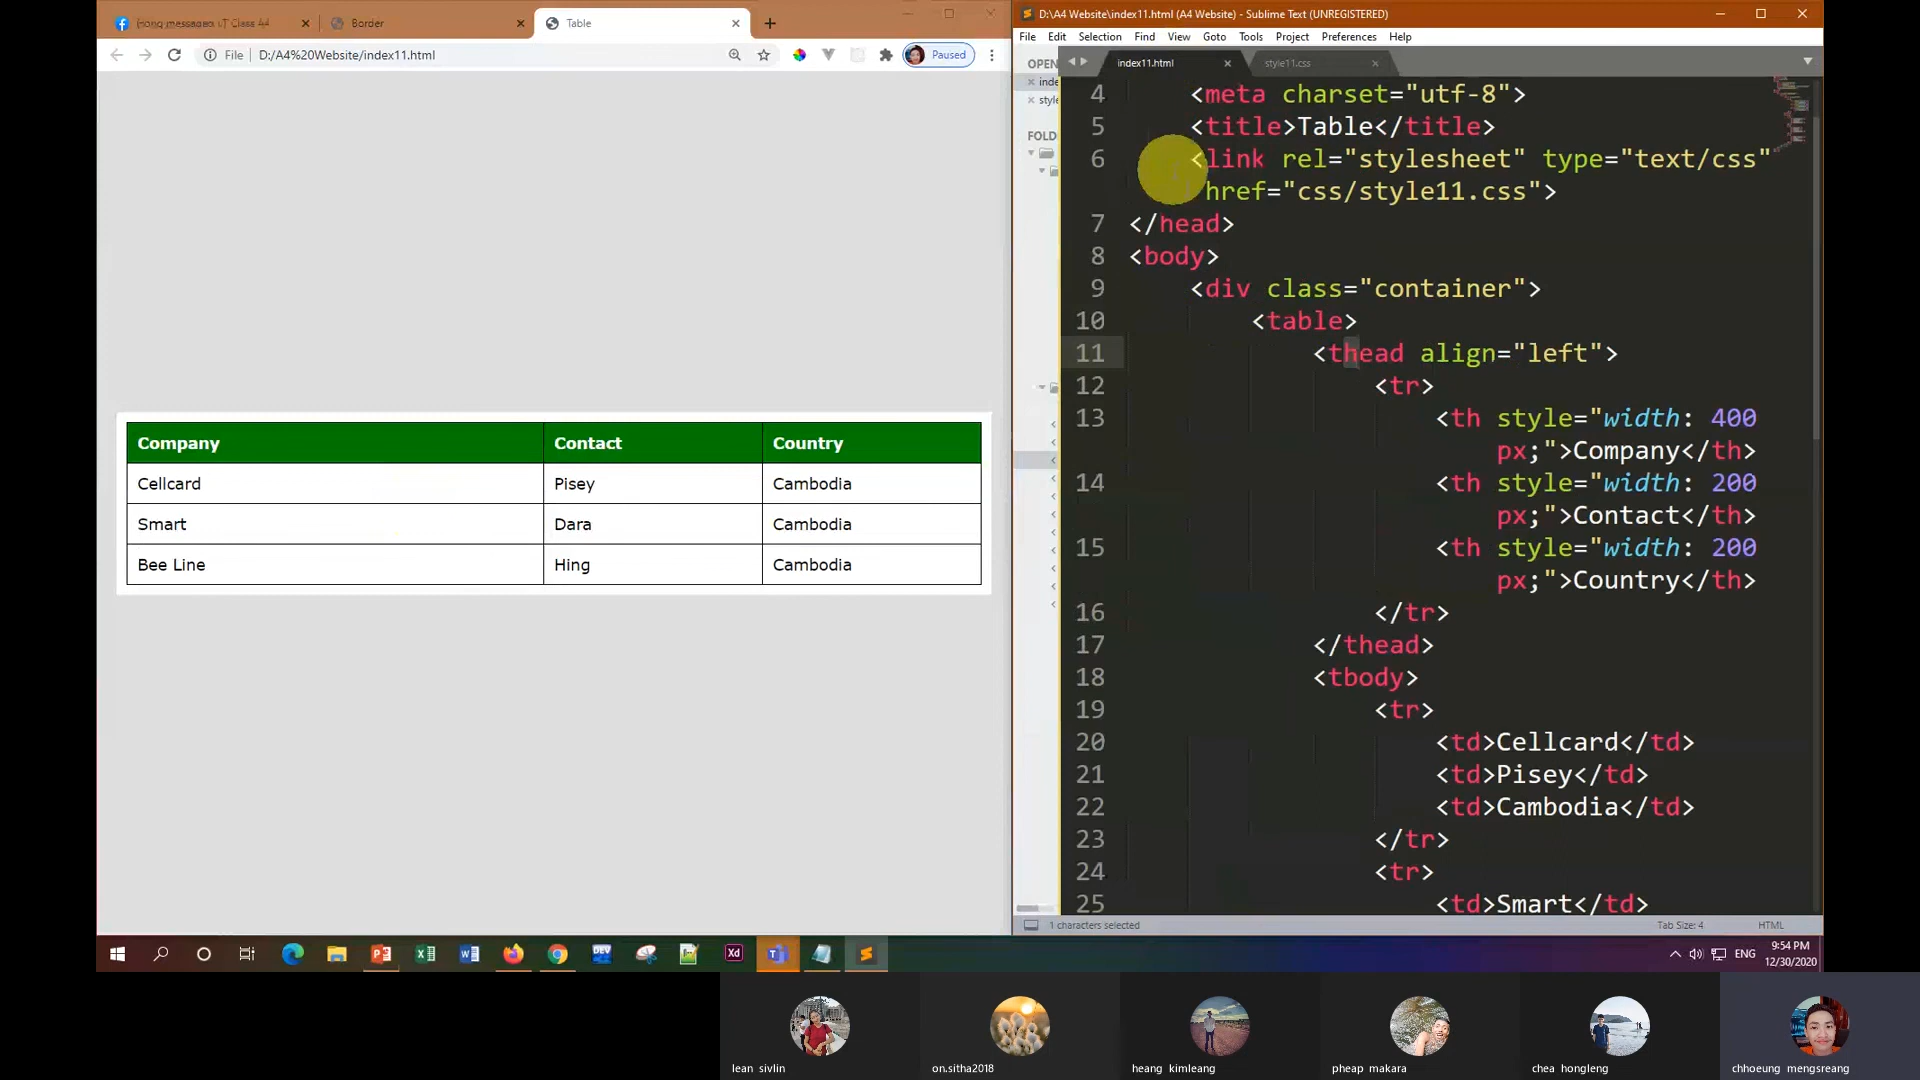 Class A4
Border
Table
File
D:/A4%20Website/index11.html
Paused
Company Contact Country
Cellcard Pisey Cambodia
Smart Dara Cambodia
Bee Line Hing Cambodia
D:\A4 Website\index11.html (A4 Website) - Sublime Text (UNREGISTERED)
File Edit Selection Find View Goto Tools Project Preferences Help
OPEN
FOLD
index11.html
style11.css
4 <meta charset="utf-8">
5 <title>Table</title>
6 <link rel="stylesheet" type="text/css"
href="css/style11.css">
7 </head>
8 <body>
9 <div class="container">
10 <table>
11 <thead align="left">
12 <tr>
13 <th style="width: 400
px;">Company</th>
14 <th style="width: 200
px;">Contact</th>
15 <th style="width: 200
px;">Country</th>
16 </tr>
17 </thead>
18 <tbody>
19 <tr>
20 <td>Cellcard</td>
21 <td>Pisey</td>
22 <td>Cambodia</td>
23 </tr>
24 <tr>
25 <td>Smart</td>
1 characters selected
Tab Size: 4
HTML
ENG
9:54 PM
12/30/2020
lean sivlin
on.sitha2018
heang kimleang
pheap makara
chea hongleng
chhoeung mengsreang